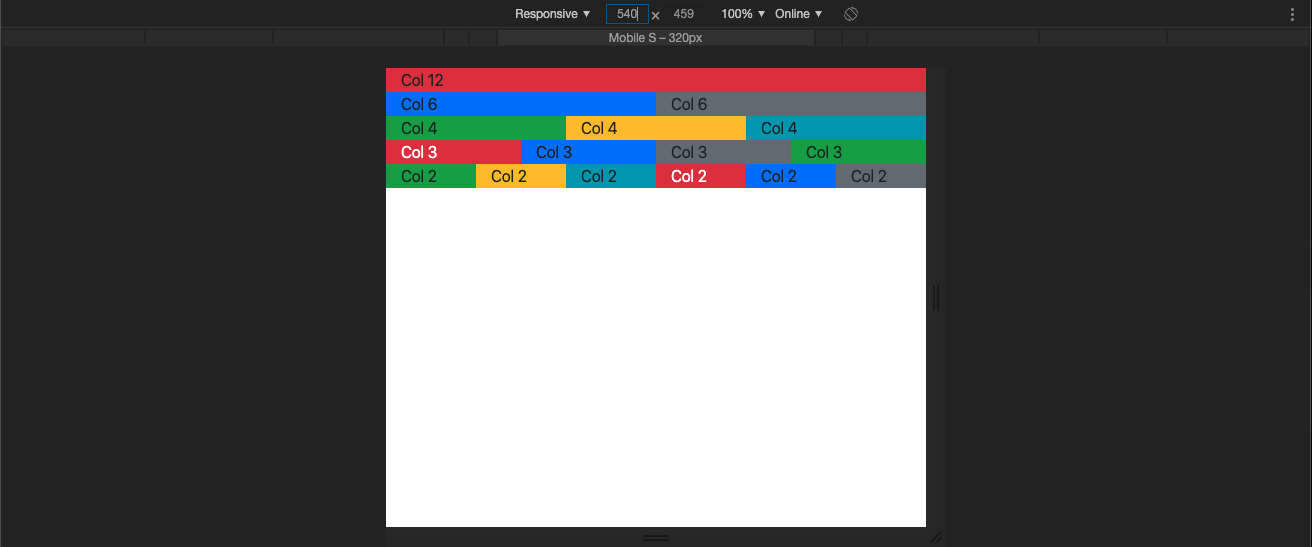 Responsive ▼ 540 × 459 100% ▼ Online ▼
Mobile S – 320px
Col 12
Col 6 Col 6
Col 4 Col 4 Col 4
Col 3 Col 3 Col 3 Col 3
Col 2 Col 2 Col 2 Col 2 Col 2 Col 2